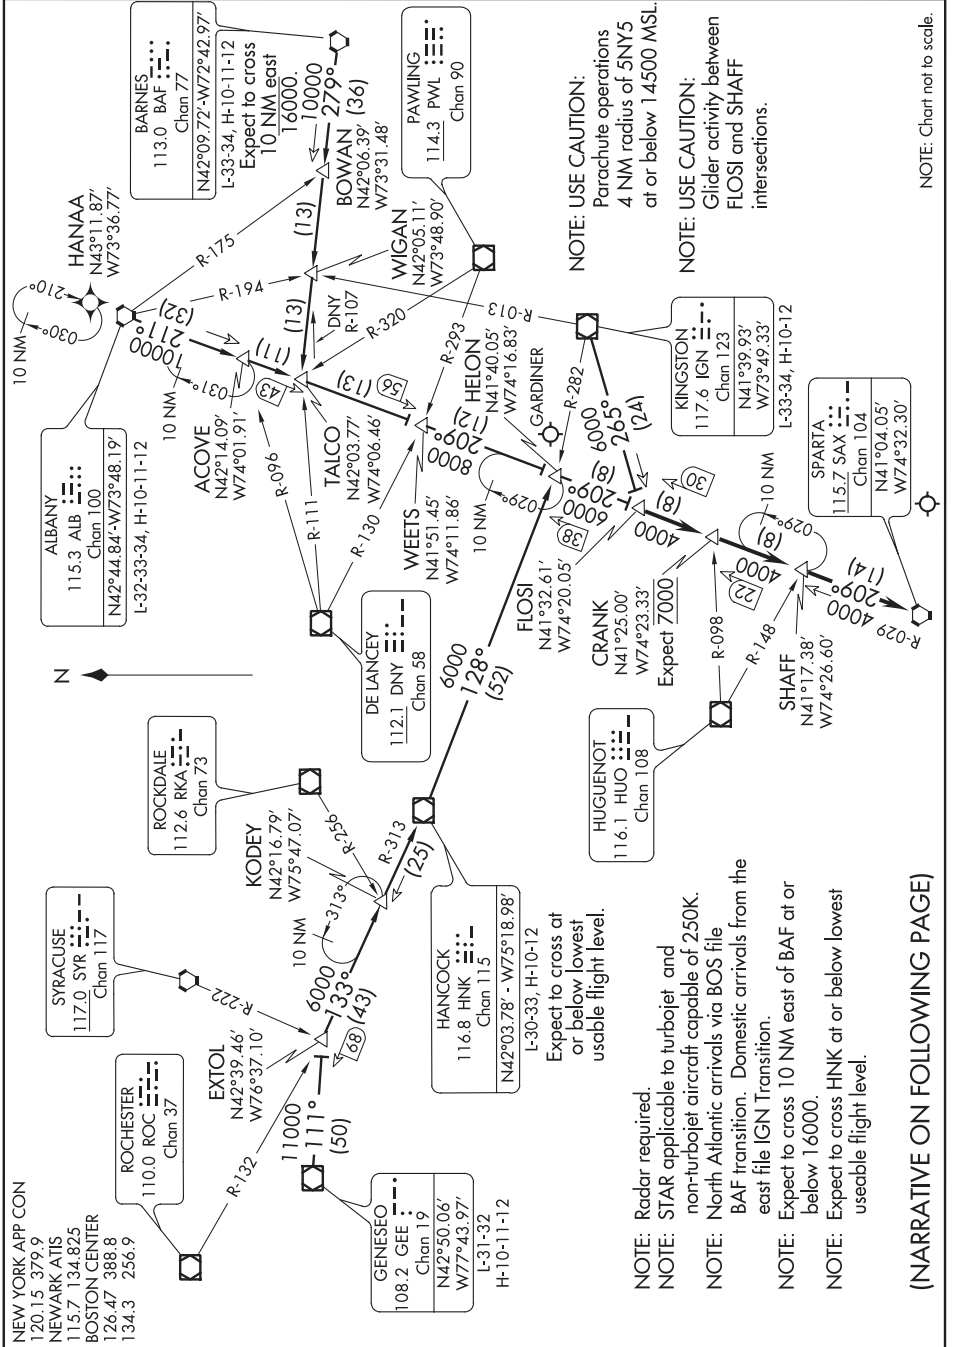 NEW YORK APP CON
120.15 379.9
NEWARK ATIS
115.7 134.825
BOSTON CENTER
126.47 388.8
134.3 256.9
ROCHESTER
110.0 ROC
Chan 37
SYRACUSE
117.0 SYR
Chan 117
ROCKDALE
112.6 RKA
Chan 73
N
ALBANY
115.3 ALB
Chan 100
N42°44.84'-W73°48.19'
L-32-33-34, H-10-11-12
10 NM
210°
030°
HANAA
N43°11.87'
W73°36.77'
BARNES
113.0 BAF
Chan 77
N42°09.72'-W72°42.97'
L-33-34, H-10-11-12
Expect to cross
10 NM east
16000.
10000
279°
(36)
BOWAN
N42°06.39'
W73°31.48'
(13)
R-175
R-194
WIGAN
N42°05.11'
W73°48.90'
(13)
DNY
R-107
R-320
R-013
R-293
PAWLING
114.3 PWL
Chan 90
(32)
211°
10000
10 NM
031°
ACOVE
N42°14.09'
W74°01.91'
(11)
43
TALCO
N42°03.77'
W74°06.46'
R-096
R-111
R-130
(13)
56
WEETS
N41°51.45'
W74°11.86'
(12)
209°
8000
HELON
N41°40.05'
W74°16.83'
GARDINER
10 NM
029°
38
R-282
6000
265°
(24)
KINGSTON
117.6 IGN
Chan 123
N41°39.93'
W73°49.33'
L-33-34, H-10-12
(8)
209°
6000
FLOSI
N41°32.61'
W74°20.05'
30
(8)
4000
CRANK
N41°25.00'
W74°23.33'
Expect 7000
22
(8)
4000
10 NM
029°
R-098
R-148
SHAFF
N41°17.38'
W74°26.60'
(14)
209°
4000
R-029
SPARTA
115.7 SAX
Chan 104
N41°04.05'
W74°32.30'
HUGUENOT
116.1 HUO
Chan 108
DE LANCEY
112.1 DNY
Chan 58
6000
128°
(52)
KODEY
N42°16.79'
W75°47.07'
R-256
R-313
(25)
10 NM
313°
HANCOCK
116.8 HNK
Chan 115
N42°03.78' - W75°18.98'
L-30-33, H-10-12
Expect to cross at
or below lowest
usable flight level.
R-222
6000
133°
(43)
EXTOL
N42°39.46'
W76°37.10'
68
R-132
11000
111°
(50)
GENESEO
108.2 GEE
Chan 19
N42°50.06'
W77°43.97'
L-31-32
H-10-11-12
NOTE: USE CAUTION:
Parachute operations
4 NM radius of 5NY5
at or below 14500 MSL.
NOTE: USE CAUTION:
Glider activity between
FLOSI and SHAFF
intersections.
NOTE: Chart not to scale.
NOTE: Radar required.
NOTE: STAR applicable to turbojet and
non-turbojet aircraft capable of 250K.
NOTE: North Atlantic arrivals via BOS file
BAF transition. Domestic arrivals from the
east file IGN Transition.
NOTE: Expect to cross 10 NM east of BAF at or
below 16000.
NOTE: Expect to cross HNK at or below lowest
useable flight level.
(NARRATIVE ON FOLLOWING PAGE)